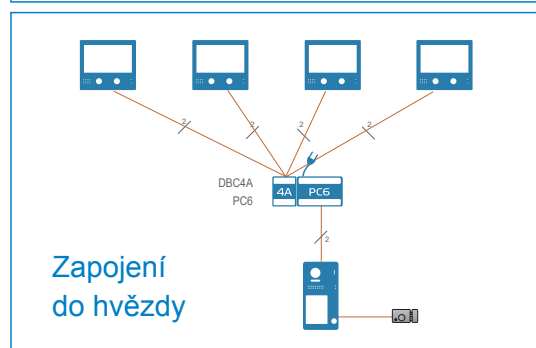 2 2 2 2
DBC4A
PC6
4A PC6
2
Zapojení
do hvězdy